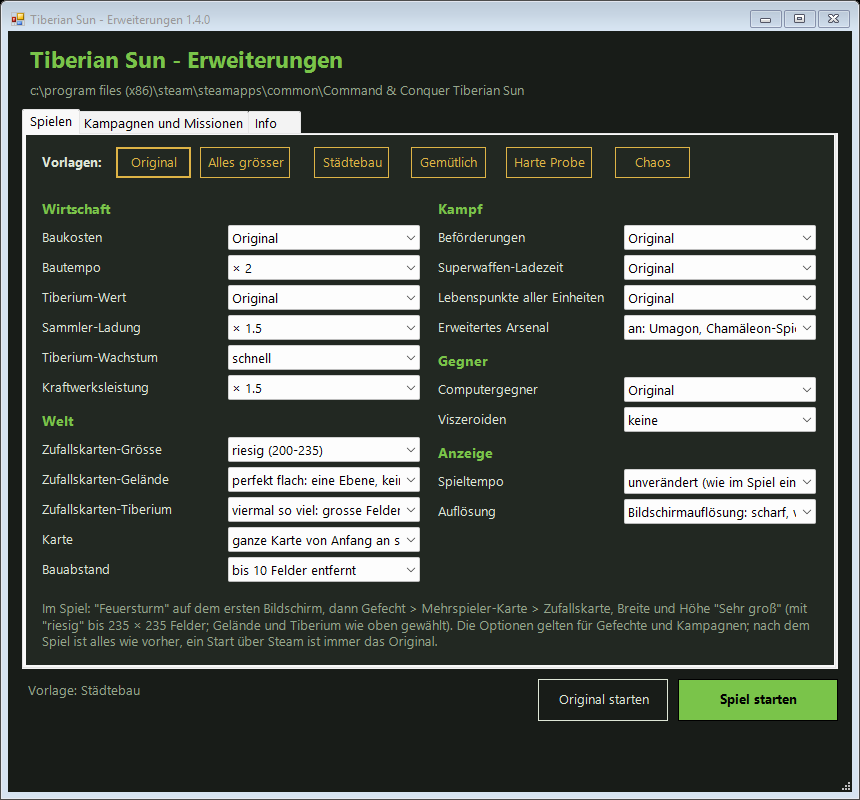 Tiberian Sun - Erweiterungen 1.4.0
Tiberian Sun - Erweiterungen
c:\program files (x86)\steam\steamapps\common\Command & Conquer Tiberian Sun
Spielen Kampagnen und Missionen Info
Vorlagen: Original Alles grösser Städtebau Gemütlich Harte Probe Chaos
Wirtschaft
Baukosten Original
Bautempo × 2
Tiberium-Wert Original
Sammler-Ladung × 1.5
Tiberium-Wachstum schnell
Kraftwerksleistung × 1.5
Welt
Zufallskarten-Grösse riesig (200-235)
Zufallskarten-Gelände perfekt flach: eine Ebene, kein
Zufallskarten-Tiberium viermal so viel: grosse Felder
Karte ganze Karte von Anfang an s
Bauabstand bis 10 Felder entfernt
Kampf
Beförderungen Original
Superwaffen-Ladezeit Original
Lebenspunkte aller Einheiten Original
Erweitertes Arsenal an: Umagon, Chamäleon-Spi
Gegner
Computergegner Original
Viszeroiden keine
Anzeige
Spieltempo unverändert (wie im Spiel ein
Auflösung Bildschirmauflösung: scharf, v
Im Spiel: "Feuersturm" auf dem ersten Bildschirm, dann Gefecht > Mehrspieler-Karte > Zufallskarte, Breite und Höhe "Sehr groß" (mit
"riesig" bis 235 × 235 Felder; Gelände und Tiberium wie oben gewählt). Die Optionen gelten für Gefechte und Kampagnen; nach dem
Spiel ist alles wie vorher, ein Start über Steam ist immer das Original.
Vorlage: Städtebau
Original starten
Spiel starten